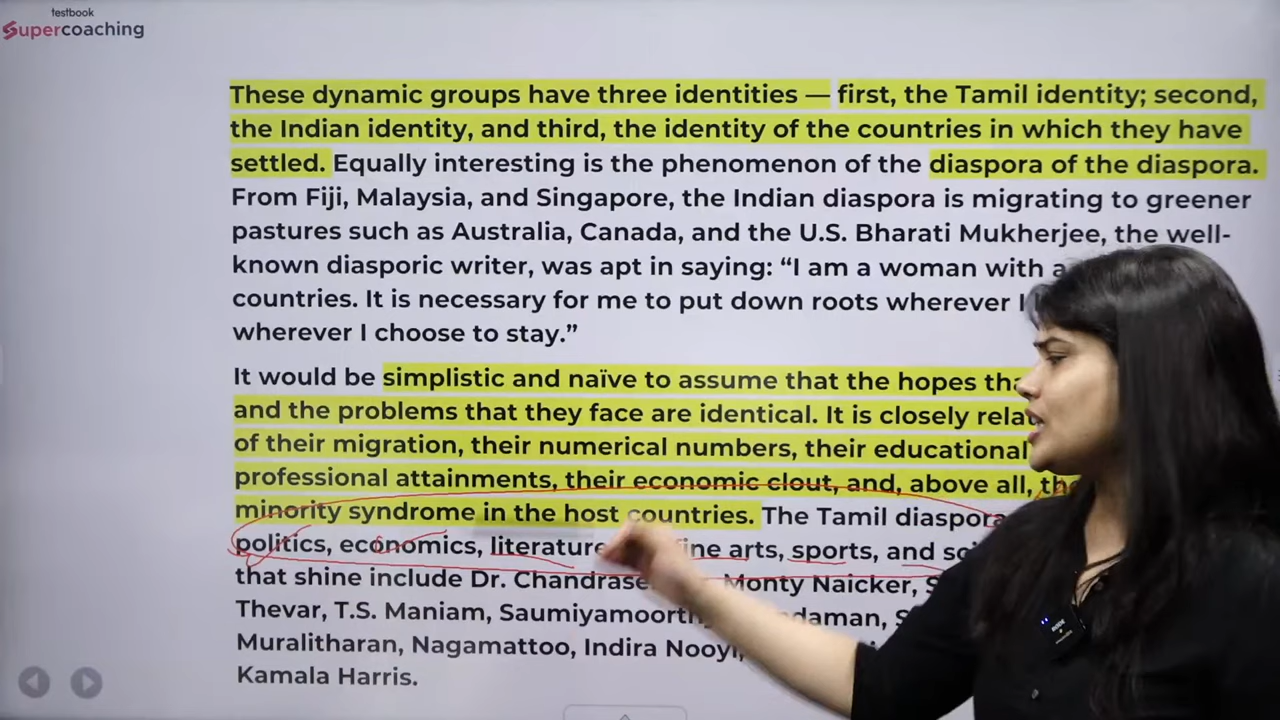 testbook
Supercoaching
These dynamic groups have three identities — first, the Tamil identity; second,
the Indian identity, and third, the identity of the countries in which they have
settled. Equally interesting is the phenomenon of the diaspora of the diaspora.
From Fiji, Malaysia, and Singapore, the Indian diaspora is migrating to greener
pastures such as Australia, Canada, and the U.S. Bharati Mukherjee, the well-
known diasporic writer, was apt in saying: “I am a woman with a
countries. It is necessary for me to put down roots wherever I
wherever I choose to stay.”
It would be simplistic and naïve to assume that the hopes
and the problems that they face are identical. It is closely
of their migration, their numerical numbers, their educational
professional attainments, their economic clout, and, above all,
minority syndrome in the host countries. The Tamil diaspora
politics, economics, literature arts, sports, and
that shine include Dr. Monty Naicker,
Thevar, T.S. Maniam,
Muralitharan, Nagamattoo, Indira Nooyi,
Kamala Harris.